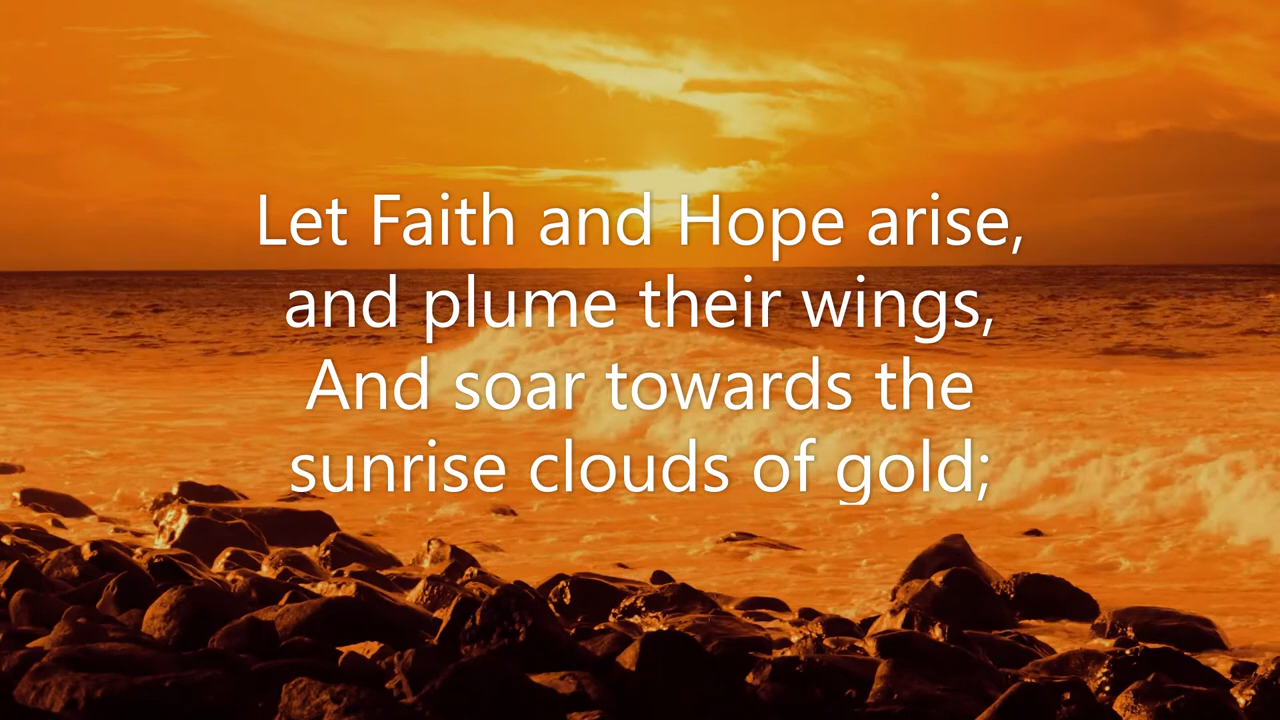 Let Faith and Hope arise,
and plume their wings,
And soar towards the
sunrise clouds of gold;